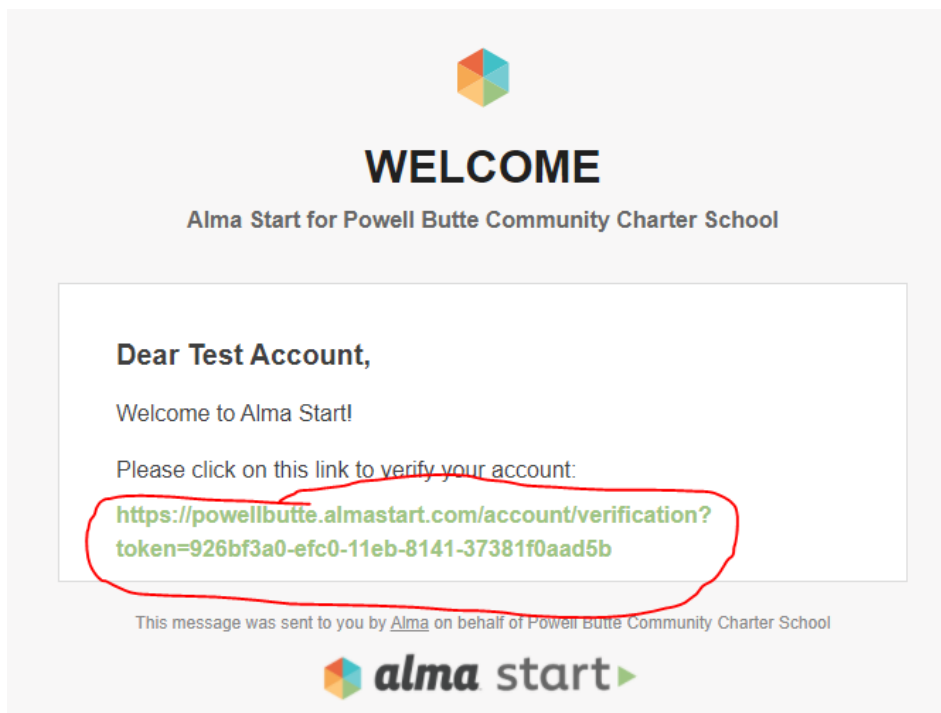 WELCOME
Alma Start for Powell Butte Community Charter School
Dear Test Account,
Welcome to Alma Start!
Please click on this link to verify your account:
https://powellbutte.almastart.com/account/verification?
token=926bf3a0-efc0-11eb-8141-37381f0aad5b
This message was sent to you by Alma on behalf of Powell Butte Community Charter School
alma start